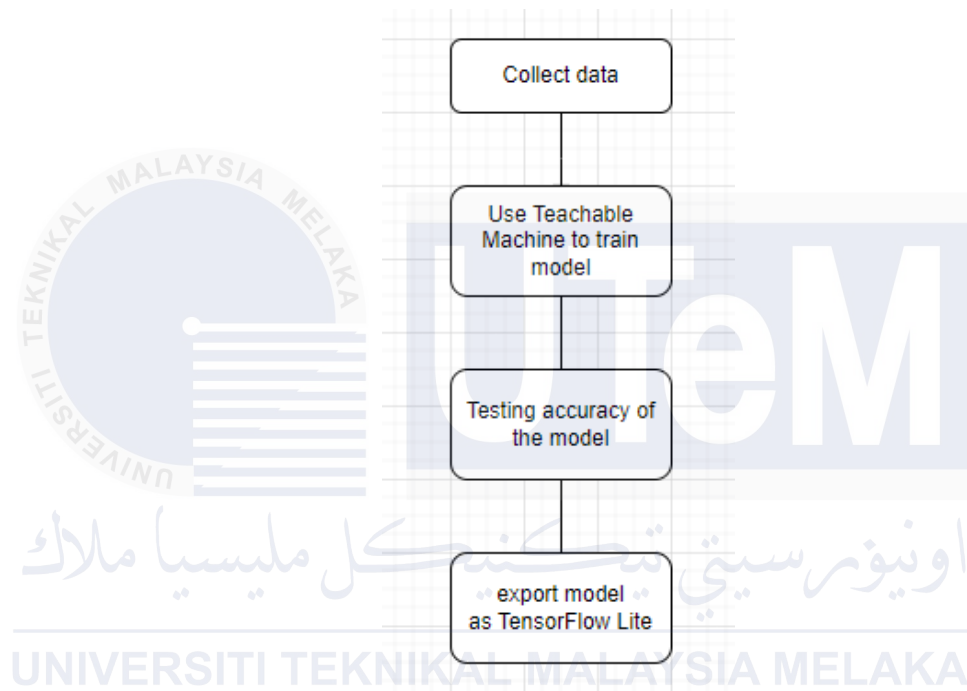 Collect data
Use Teachable
Machine to train
model
Testing accuracy of
the model
export model
as TensorFlow Lite
UNIVERSITI TEKNIKAL MALAYSIA MELAKA
UTeM
اونيۏرسيتي تيكنيكل مليسيا ملاك
UNIVERSITI TEKNIKAL MALAYSIA MELAKA